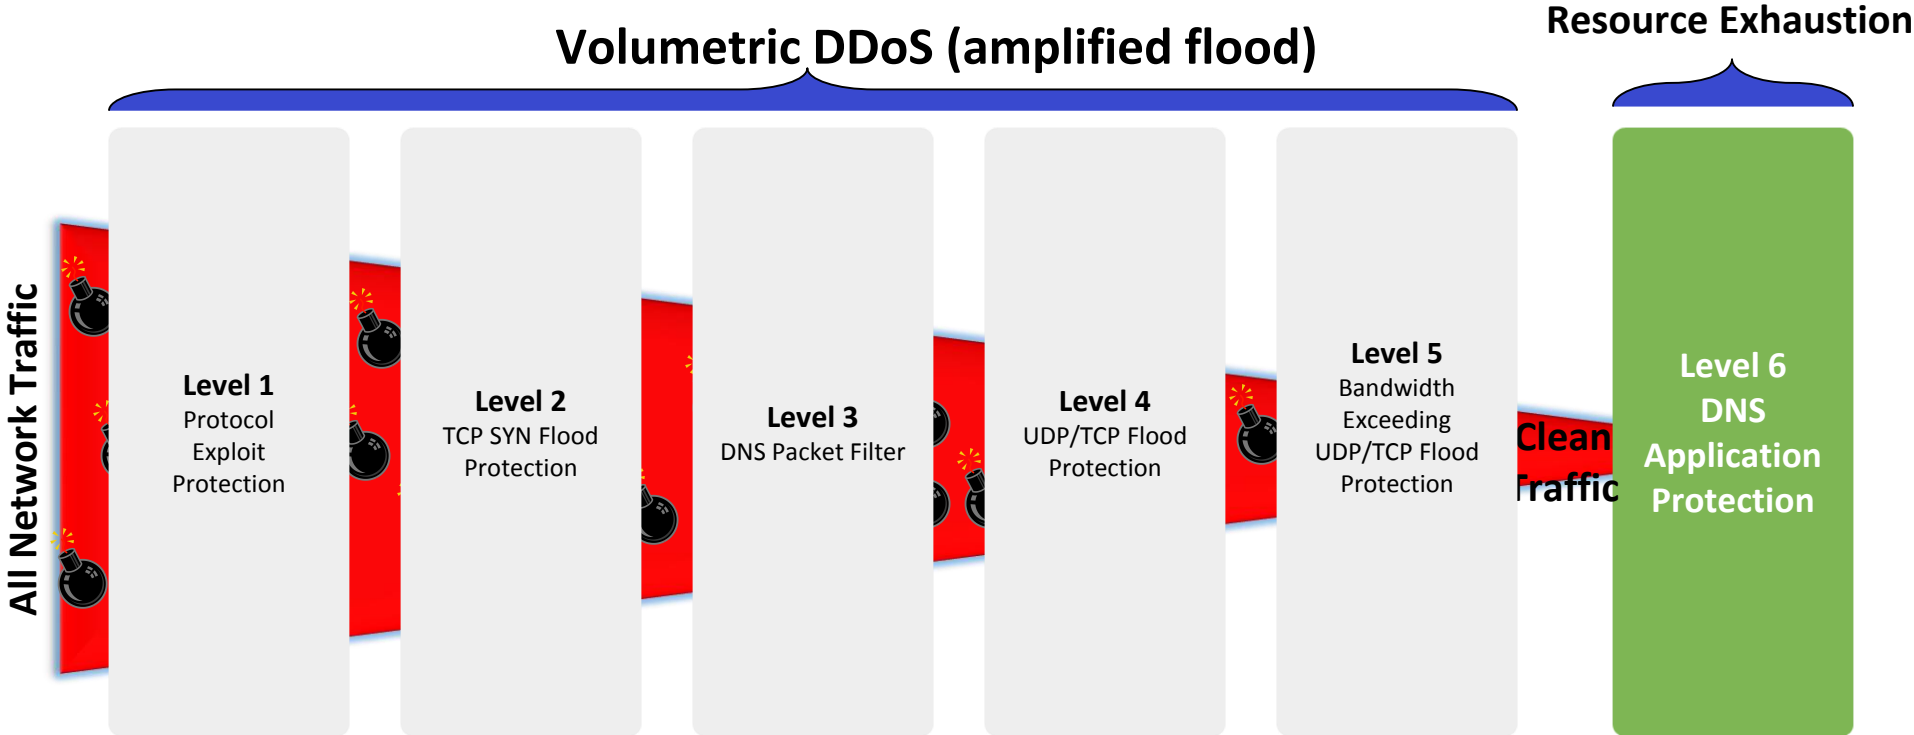 Resource Exhaustion
Volumetric DDoS (amplified flood)
All Network Traffic
Level 1
Protocol
Exploit
Protection
Level 2
TCP SYN Flood
Protection
Level 3
DNS Packet Filter
Level 4
UDP/TCP Flood
Protection
Level 5
Bandwidth
Exceeding
UDP/TCP Flood
Protection
Clean
Traffic
Level 6
DNS
Application
Protection